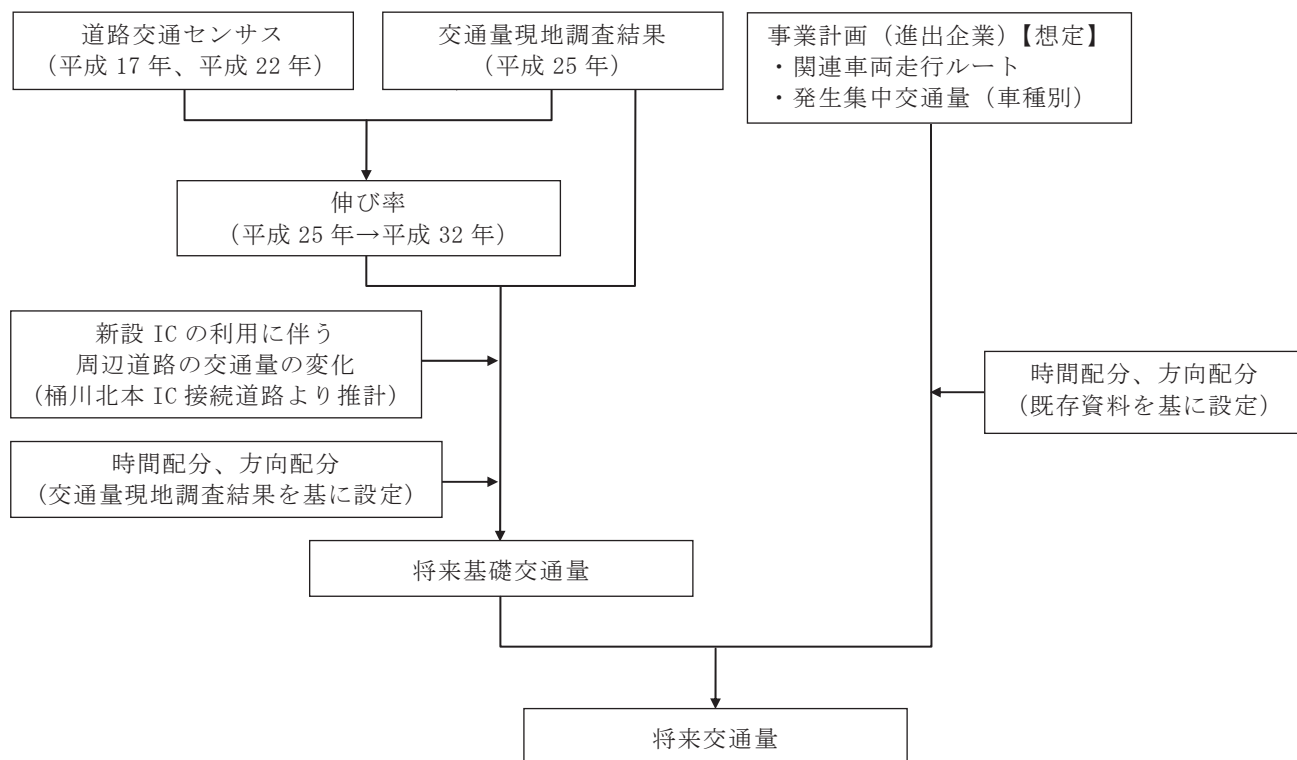 道路交通センサス
（平成 17 年、平成 22 年）
交通量現地調査結果
（平成 25 年）
事業計画（進出企業）【想定】
・関連車両走行ルート
・発生集中交通量（車種別）
伸び率
（平成 25 年→平成 32 年）
新設 IC の利用に伴う
周辺道路の交通量の変化
（桶川北本 IC 接続道路より推計）
時間配分、方向配分
（既存資料を基に設定）
時間配分、方向配分
（交通量現地調査結果を基に設定）
将来基礎交通量
将来交通量